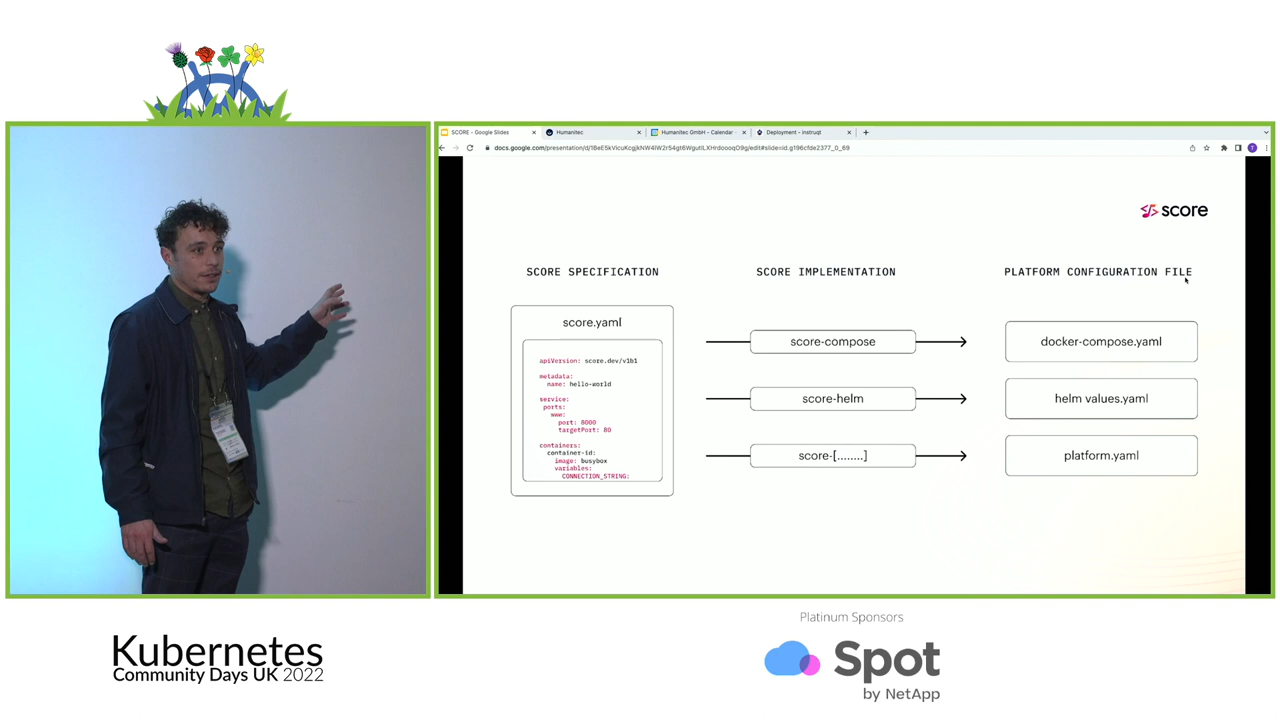 SCORE - Google Slides
Humanitec
Humanitec GmbH - Calendar -
Deployment - instruqt
score
SCORE SPECIFICATION
SCORE IMPLEMENTATION
PLATFORM CONFIGURATION FILE
score.yaml
apiVersion: score.dev/v1b1
metadata:
name: hello-world
service:
ports:
www:
port: 8000
targetPort: 80
containers:
container-id:
image: busybox
variables:
CONNECTION_STRING:
score-compose
docker-compose.yaml
score-helm
helm values.yaml
score-[........]
platform.yaml
Kubernetes
Community Days UK 2022
Platinum Sponsors
Spot
by NetApp